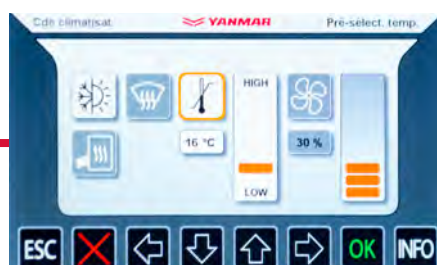 Cde climatisat. YANMAR Pré-sélect. temp.
HIGH
16 °C 30 %
LOW
ESC OK INFO